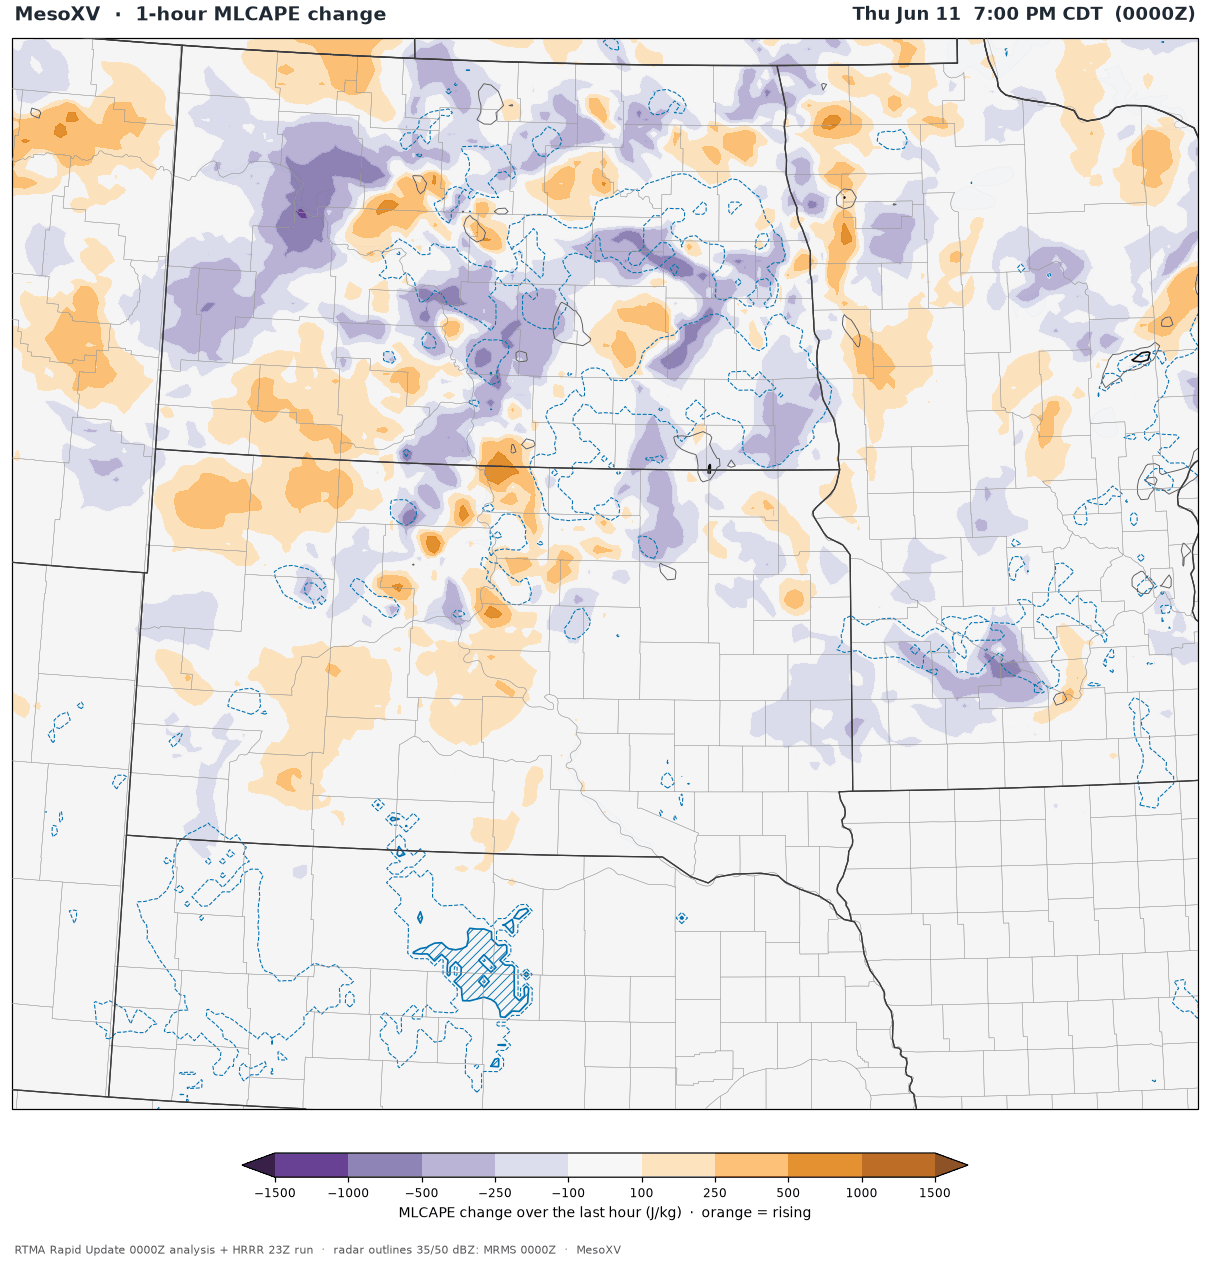 MesoXV · 1-hour MLCAPE change
Thu Jun 11 7:00 PM CDT (0000Z)
−1500 −1000 −500 −250 −100 100 250 500 1000 1500
MLCAPE change over the last hour (J/kg) · orange = rising
RTMA Rapid Update 0000Z analysis + HRRR 23Z run · radar outlines 35/50 dBZ: MRMS 0000Z · MesoXV